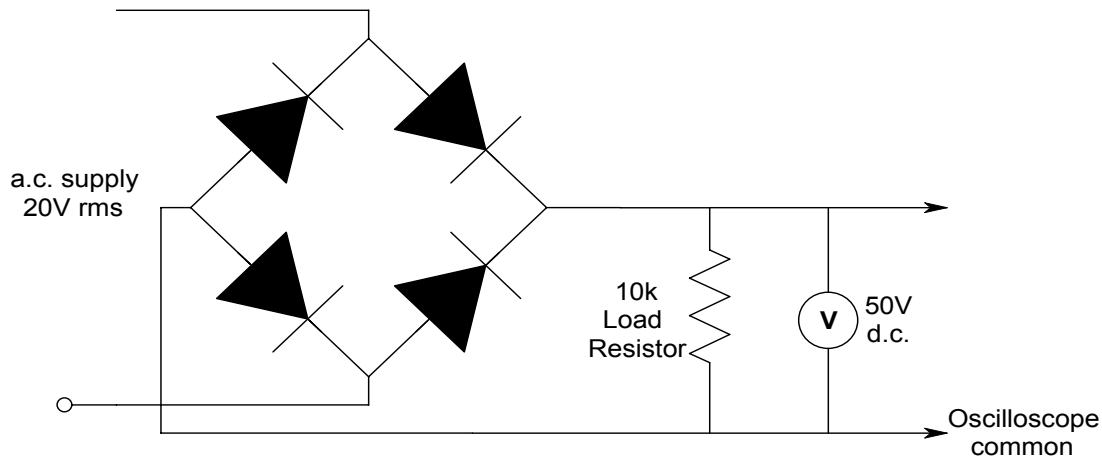 a.c. supply
20V rms
10k
Load
Resistor
V
50V
d.c.
Oscilloscope
common